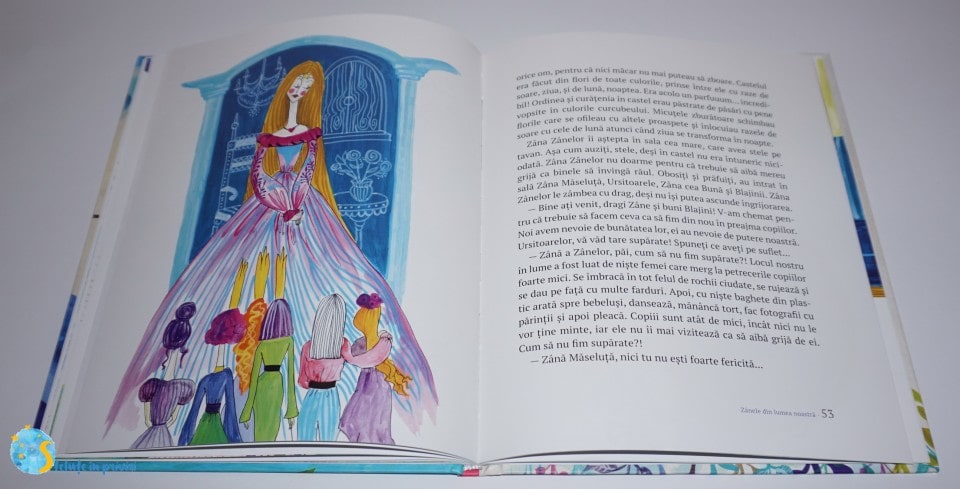 orice om, pentru că nici măcar nu mai puteau să zboare. Castelul
era făcut din flori de toate culorile, prinse între ele cu raze de
soare, ziua, și de lună, noaptea. Era acolo un parfuuum... incredi-
bil! Ordinea și curățenia în castel erau păstrate de păsări cu pene
vopsite în culorile curcubeului. Micuțele zburătoare schimbau
florile care se ofileau cu altele proaspete și înlocuiau razele de
soare cu cele de lună atunci când ziua se transforma în noapte.
Zâna Zânelor îi aștepta în sala cea mare, care avea stele pe
tavan. Așa cum auziți, stele, deși în castel nu era întuneric nici-
odată. Zâna Zânelor nu doarme pentru că trebuie să aibă mereu
grijă ca binele să învingă răul. Obosiți și prăfuiți, au intrat în
sală Zâna Măseluță, Ursitoarele, Zâna cea Bună și Blajinii. Zâna
Zânelor le zâmbea cu drag, deși nu își putea ascunde îngrijorarea.
— Bine ați venit, dragi Zâne și buni Blajini! V-am chemat pen-
tru că trebuie să facem ceva ca să fim din nou în preajma copiilor.
Noi avem nevoie de bunătatea lor, ei au nevoie de putere noastră.
Ursitoarelor, vă văd tare supărate! Spuneți ce aveți pe suflet...
— Zână a Zânelor, păi, cum să nu fim supărate?! Locul nostru
în lume a fost luat de niște femei care merg la petrecerile copiilor
foarte mici. Se îmbracă în tot felul de rochii ciudate, se rujează și
se dau pe față cu multe farduri. Apoi, cu niște baghete din plas-
tic arată spre bebeluși, dansează, mănâncă tort, fac fotografii cu
părinții și apoi pleacă. Copiii sunt atât de mici, încât nici nu le
vor ține minte, iar ele nu îi mai vizitează ca să aibă grijă de ei.
Cum să nu fim supărate?!
— Zână Măseluță, nici tu nu ești foarte fericită...
Zânele din lumea noastră 53